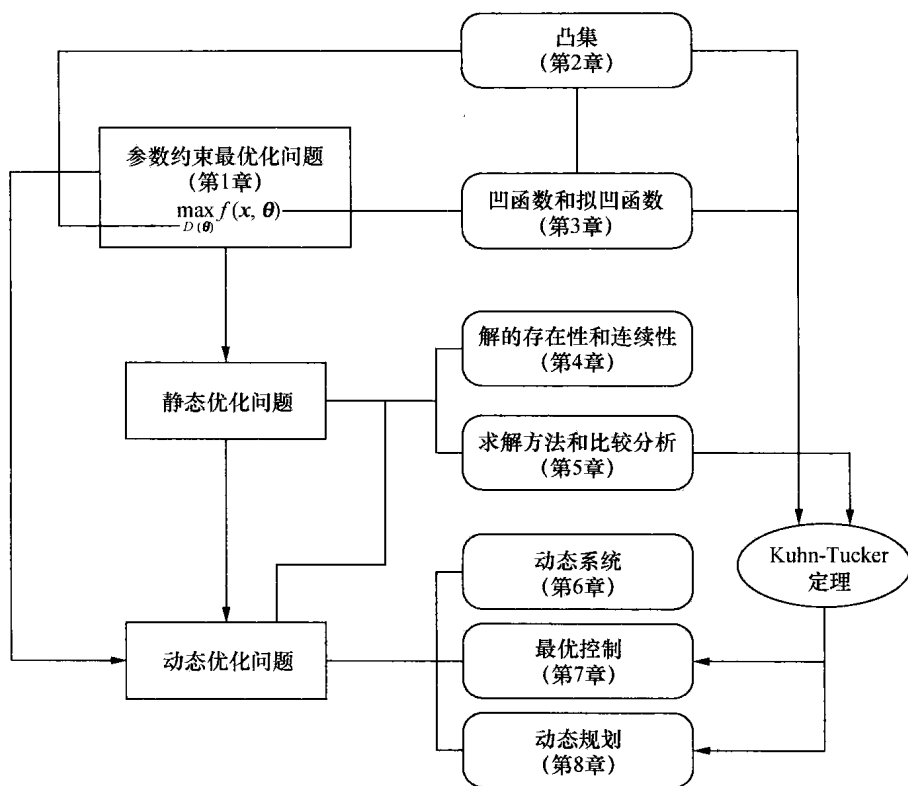 凸集
(第2章)
参数约束最优化问题
(第1章)
max f(x, θ)
D(θ)
凹函数和拟凹函数
(第3章)
解的存在性和连续性
(第4章)
静态优化问题
求解方法和比较分析
(第5章)
Kuhn-Tucker
定理
动态系统
(第6章)
动态优化问题
最优控制
(第7章)
动态规划
(第8章)